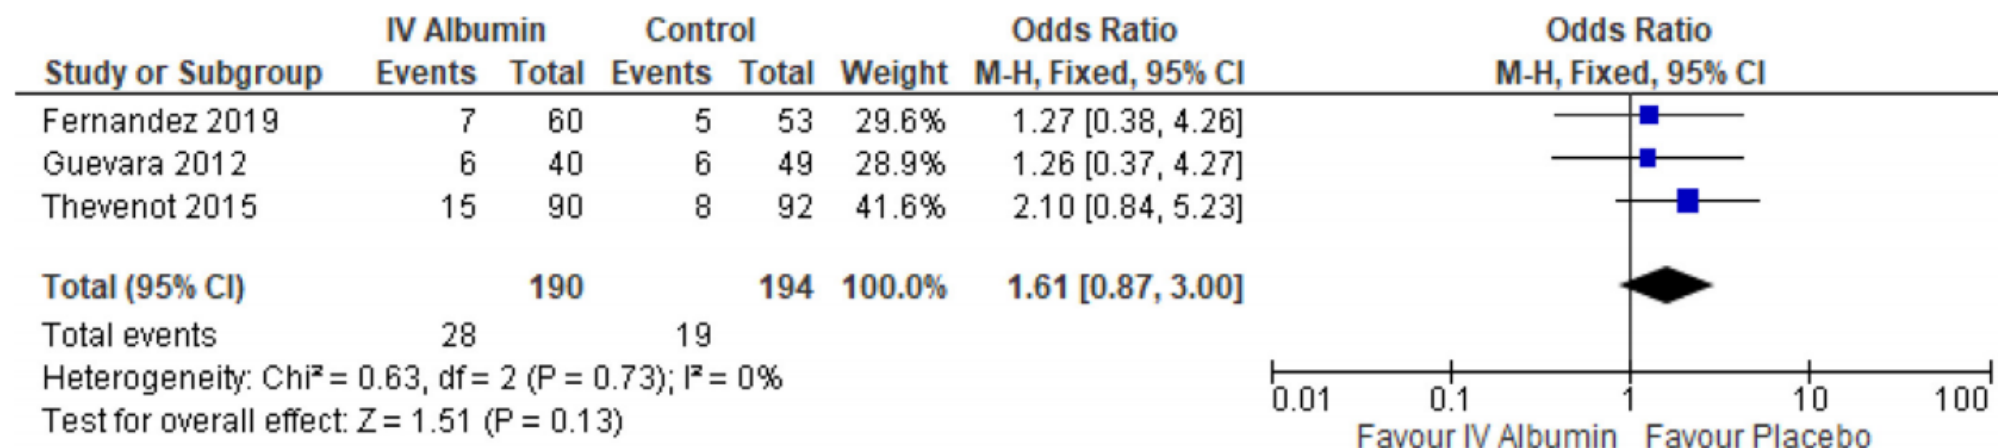 IV Albumin Control Odds Ratio Odds Ratio
Study or Subgroup Events Total Events Total Weight M-H, Fixed, 95% CI M-H, Fixed, 95% CI
Fernandez 2019 7 60 5 53 29.6% 1.27 [0.38, 4.26]
Guevara 2012 6 40 6 49 28.9% 1.26 [0.37, 4.27]
Thevenot 2015 15 90 8 92 41.6% 2.10 [0.84, 5.23]
Total (95% CI) 190 194 100.0% 1.61 [0.87, 3.00]
Total events 28 19
Heterogeneity: Chi² = 0.63, df = 2 (P = 0.73); I² = 0%
Test for overall effect: Z = 1.51 (P = 0.13)
0.01 0.1 1 10 100
Favour IV Albumin Favour Placebo